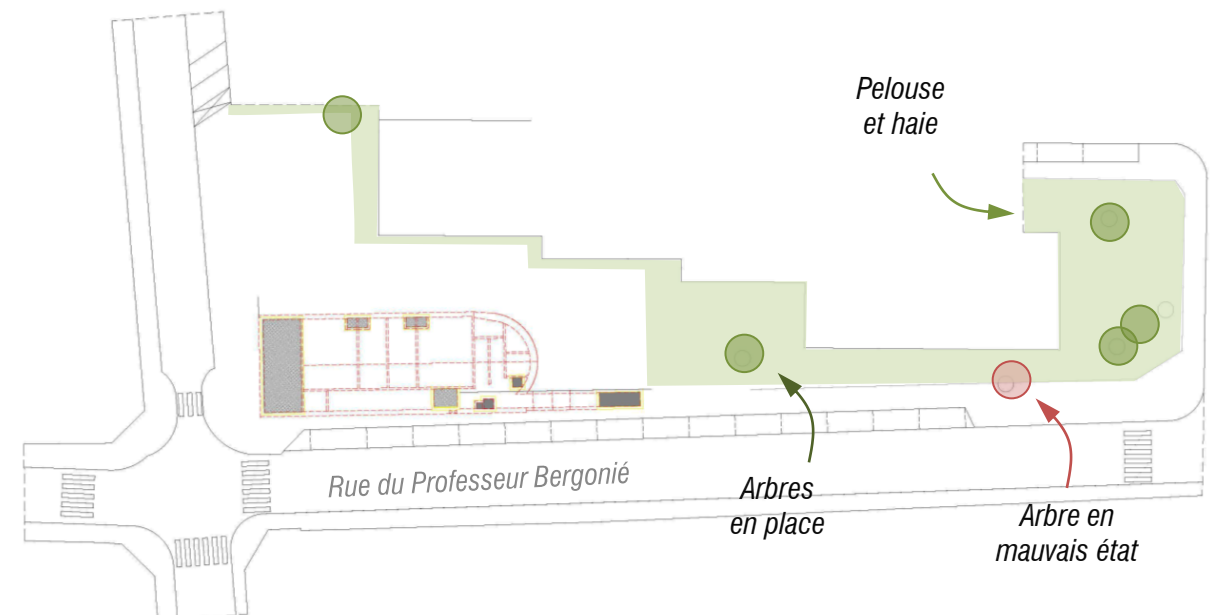 Pelouse
et haie
Rue du Professeur Bergonié
Arbres
en place
Arbre en
mauvais état